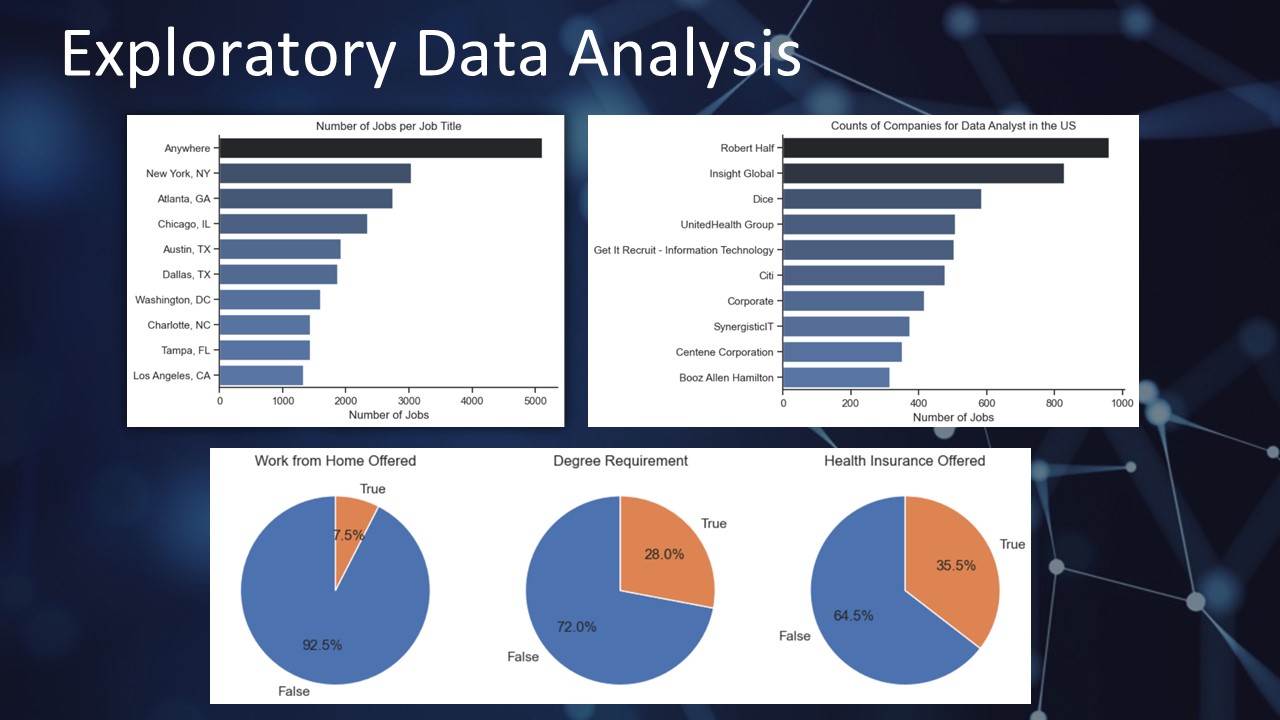 Exploratory Data Analysis
Number of Jobs per Job Title
Anywhere
New York, NY
Atlanta, GA
Chicago, IL
Austin, TX
Dallas, TX
Washington, DC
Charlotte, NC
Tampa, FL
Los Angeles, CA
0 1000 2000 3000 4000 5000
Number of Jobs
Counts of Companies for Data Analyst in the US
Robert Half
Insight Global
Dice
UnitedHealth Group
Get It Recruit - Information Technology
Citi
Corporate
SynergisticIT
Centene Corporation
Booz Allen Hamilton
0 200 400 600 800 1000
Number of Jobs
Work from Home Offered
True
7.5%
92.5%
False
Degree Requirement
True
28.0%
72.0%
False
Health Insurance Offered
True
35.5%
64.5%
False